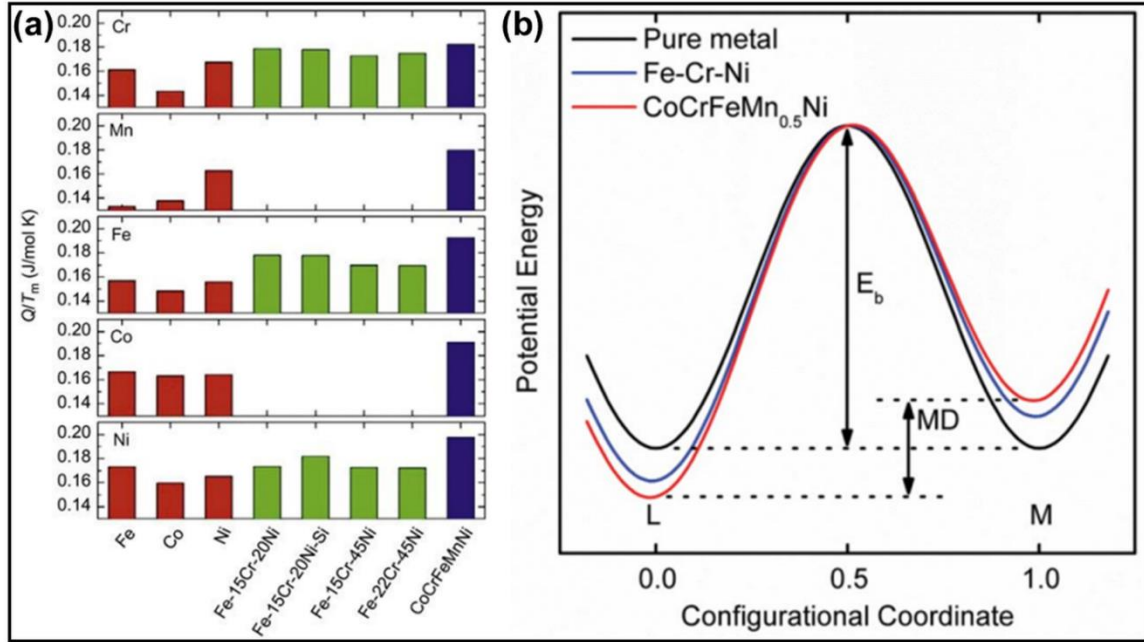 (a)
Q/Tm (J/mol K)
Cr
0.20
0.18
0.16
0.14
Mn
0.20
0.18
0.16
0.14
Fe
0.20
0.18
0.16
0.14
Co
0.20
0.18
0.16
0.14
Ni
0.20
0.18
0.16
0.14
Fe
Co
Ni
Fe-15Cr-20Ni
Fe-15Cr-20Ni-Si
Fe-15Cr-45Ni
Fe-22Cr-45Ni
CoCrFeMnNi
(b)
Pure metal
Fe-Cr-Ni
CoCrFeMn0.5Ni
Potential Energy
Eb
MD
L
M
0.0
0.5
1.0
Configurational Coordinate